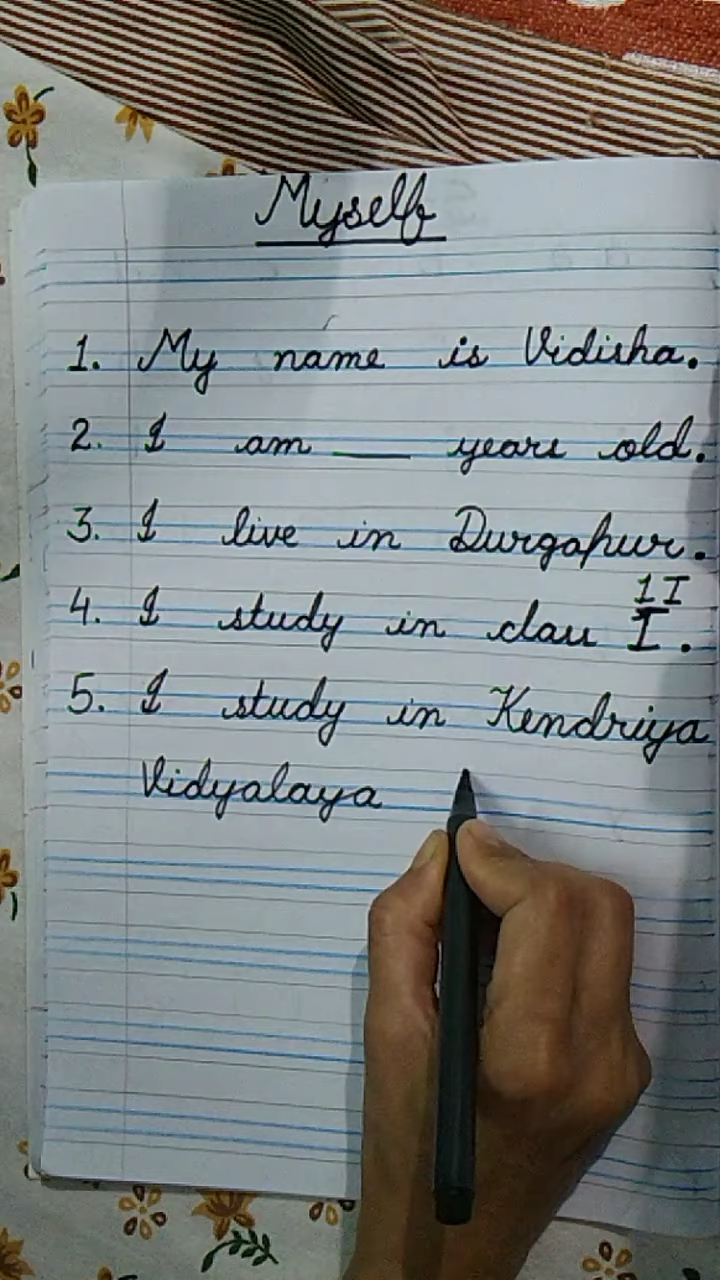 Myself
1. My name is Vidisha.
2. I am ___ years old.
3. I live in Durgapur.
1 I
4. I study in class I.
5. I study in Kendriya
Vidyalaya